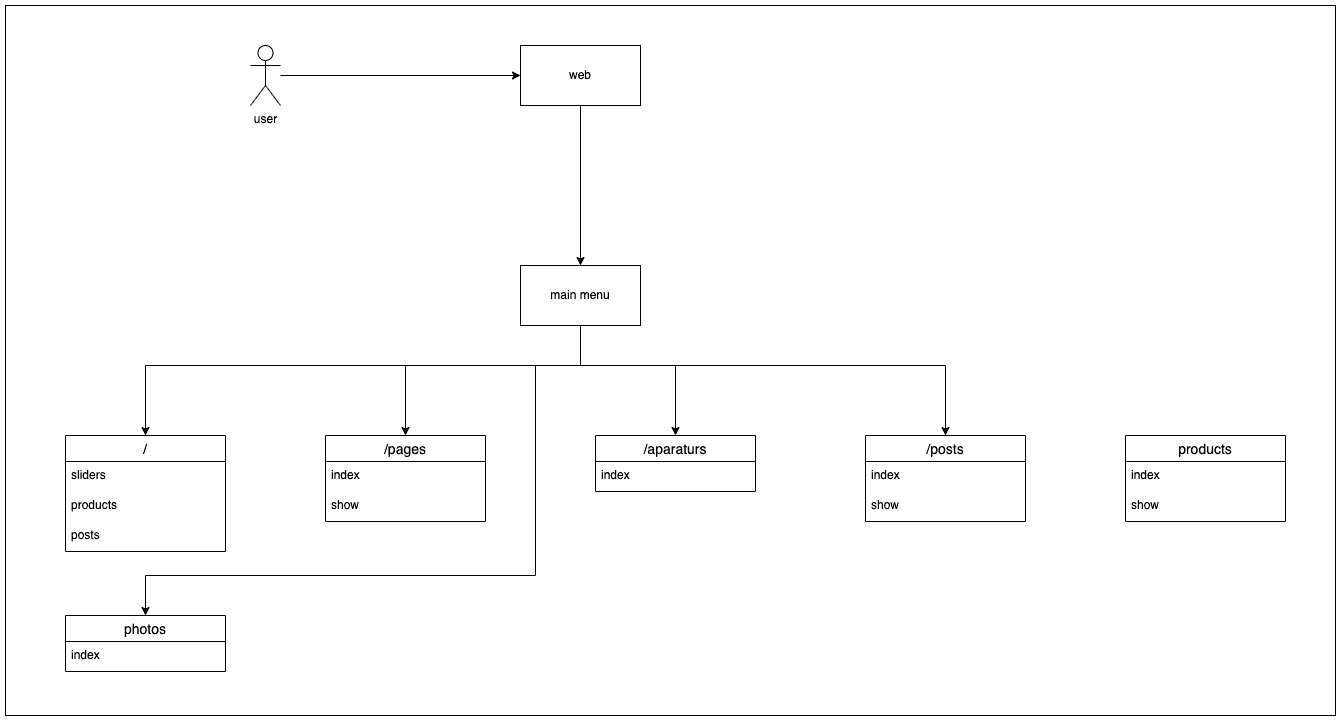 user
web
main menu
/
sliders
products
posts
/pages
index
show
/aparaturs
index
/posts
index
show
products
index
show
photos
index